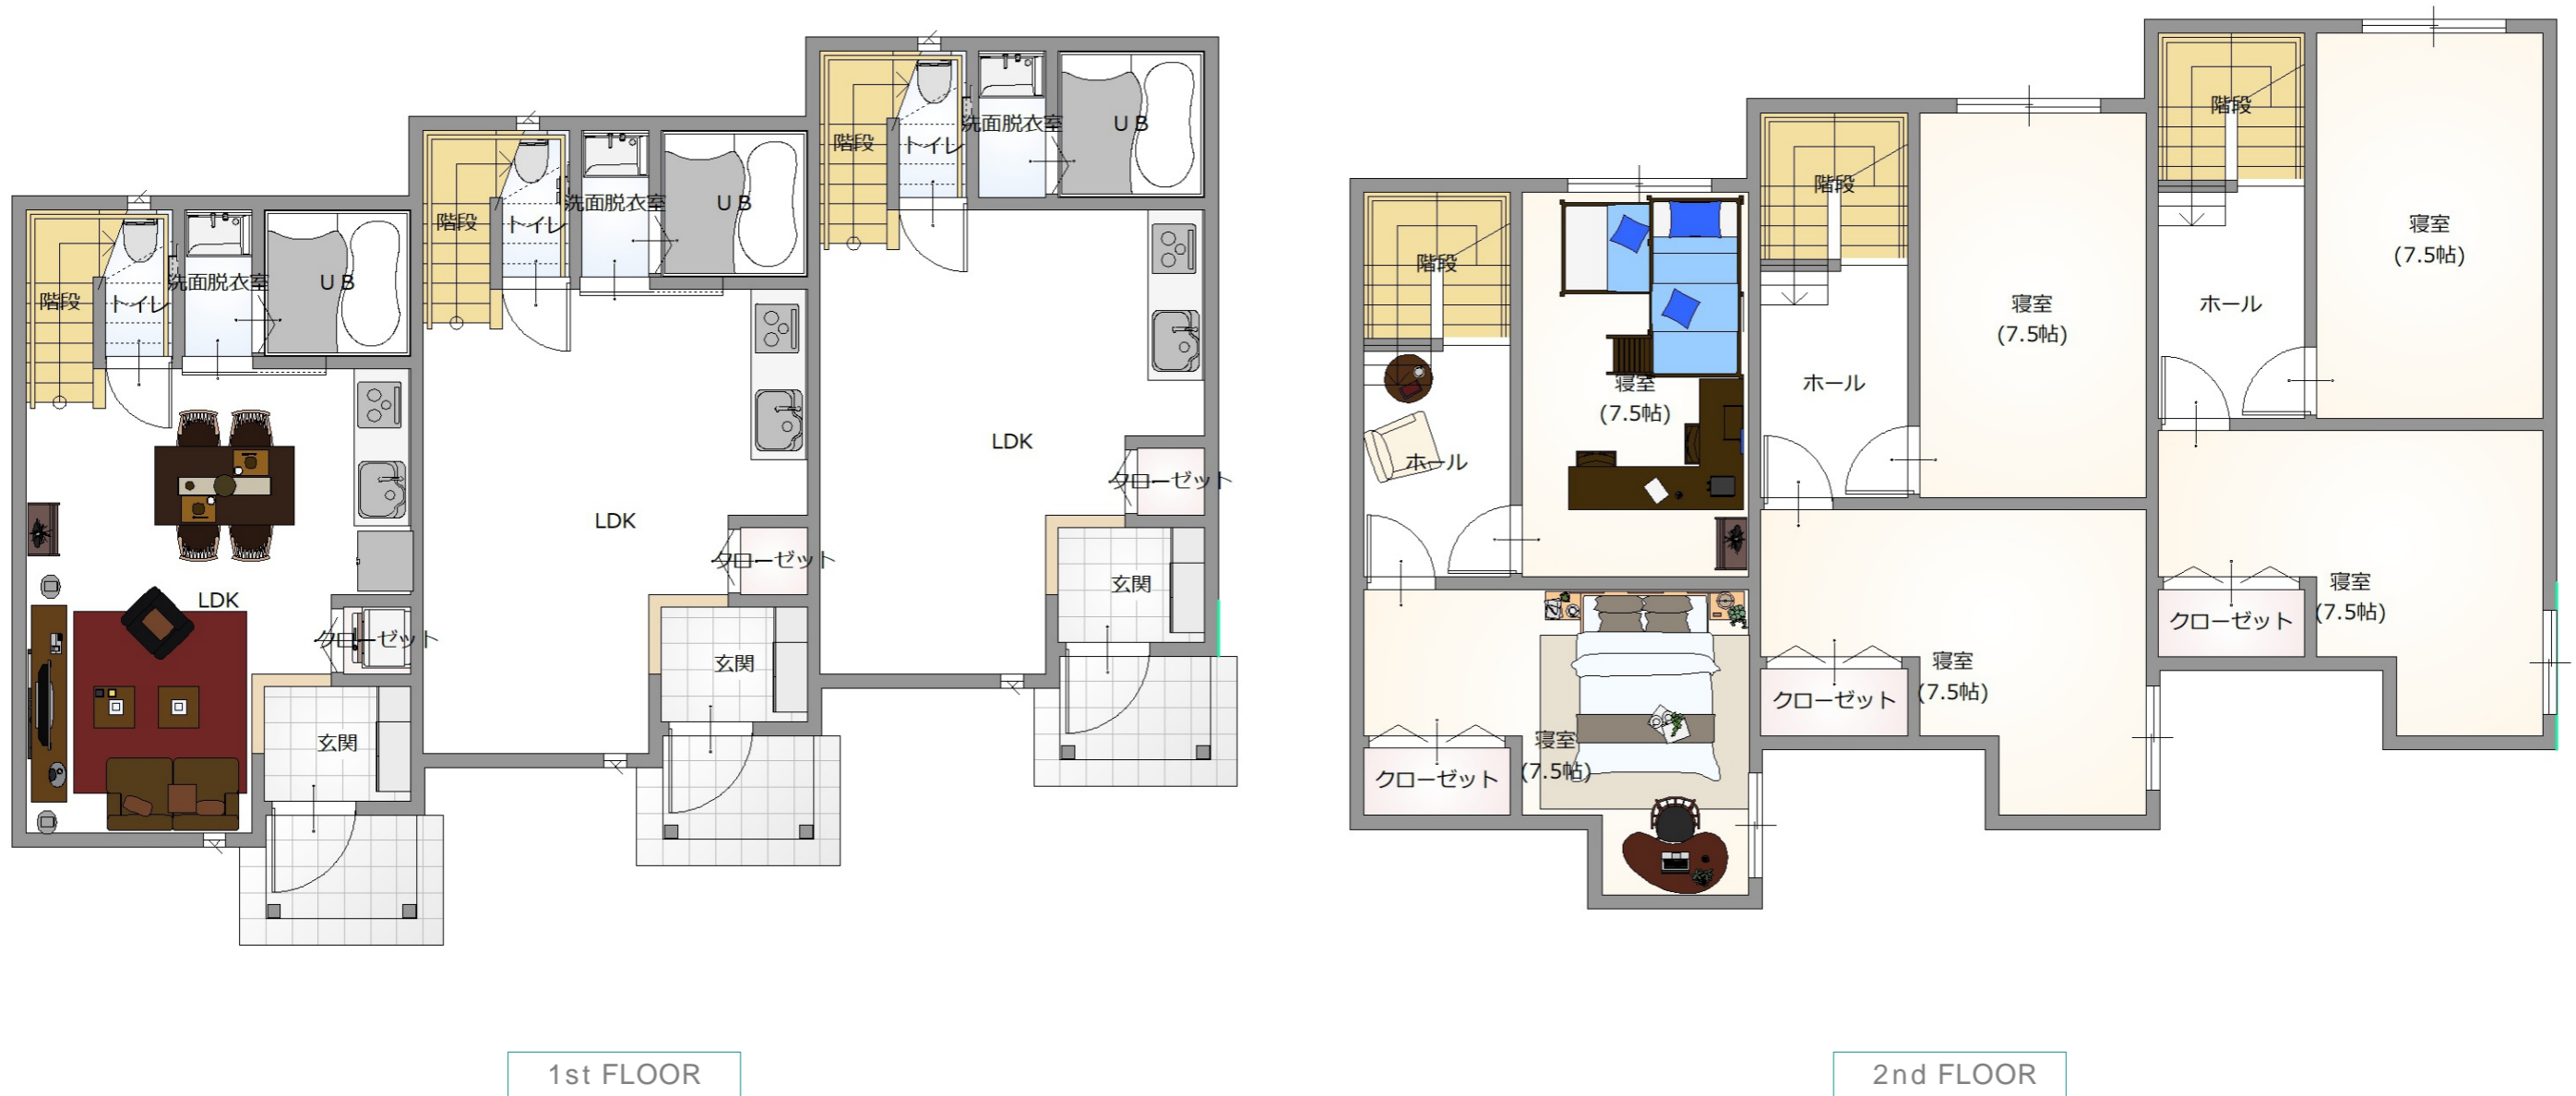 階段
トイレ
洗面脱衣室
ＵＢ
LDK
クローゼット
玄関
階段
トイレ
洗面脱衣室
ＵＢ
LDK
クローゼット
玄関
階段
トイレ
洗面脱衣室
ＵＢ
LDK
クローゼット
玄関
1st FLOOR
階段
寝室
(7.5帖)
ホール
寝室
(7.5帖)
クローゼット
階段
寝室
(7.5帖)
ホール
寝室
(7.5帖)
クローゼット
階段
寝室
(7.5帖)
ホール
寝室
(7.5帖)
クローゼット
2nd FLOOR